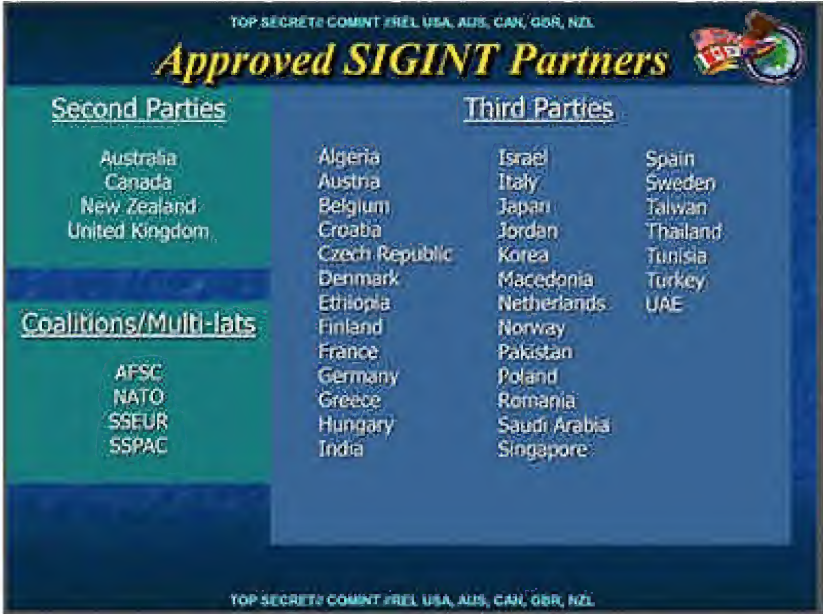 TOP SECRET// COMINT //REL USA, AUS, CAN, GBR, NZL
Approved SIGINT Partners
Second Parties
Australia
Canada
New Zealand
United Kingdom
Coalitions/Multi-lats
AFSC
NATO
SSEUR
SSPAC
Third Parties
Algeria
Austria
Belgium
Croatia
Czech Republic
Denmark
Ethiopia
Finland
France
Germany
Greece
Hungary
India
Israel
Italy
Japan
Jordan
Korea
Macedonia
Netherlands
Norway
Pakistan
Poland
Romania
Saudi Arabia
Singapore
Spain
Sweden
Taiwan
Thailand
Tunisia
Turkey
UAE
TOP SECRET// COMINT //REL USA, AUS, CAN, GBR, NZL